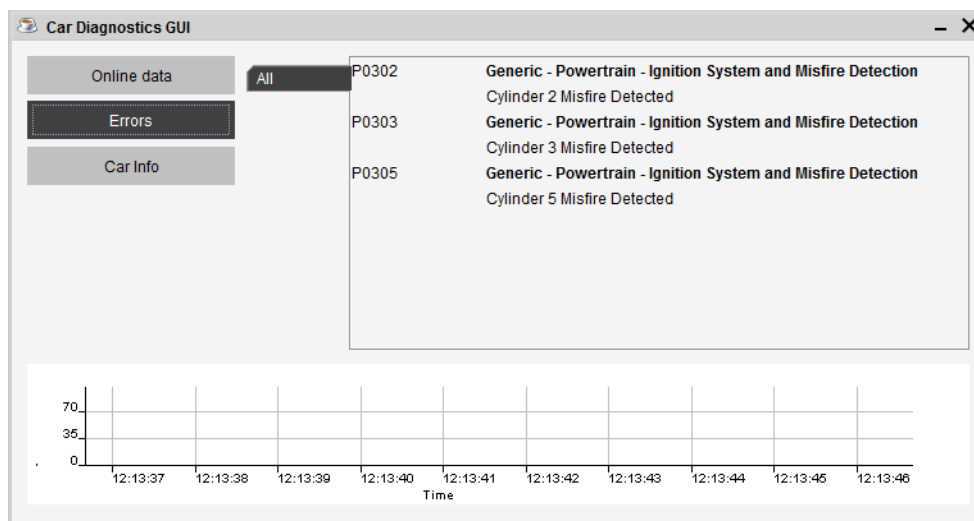 Car Diagnostics GUI
Online data
Errors
Car Info
All
P0302 Generic - Powertrain - Ignition System and Misfire Detection
Cylinder 2 Misfire Detected
P0303 Generic - Powertrain - Ignition System and Misfire Detection
Cylinder 3 Misfire Detected
P0305 Generic - Powertrain - Ignition System and Misfire Detection
Cylinder 5 Misfire Detected
70
35
0
12:13:37 12:13:38 12:13:39 12:13:40 12:13:41 12:13:42 12:13:43 12:13:44 12:13:45 12:13:46
Time